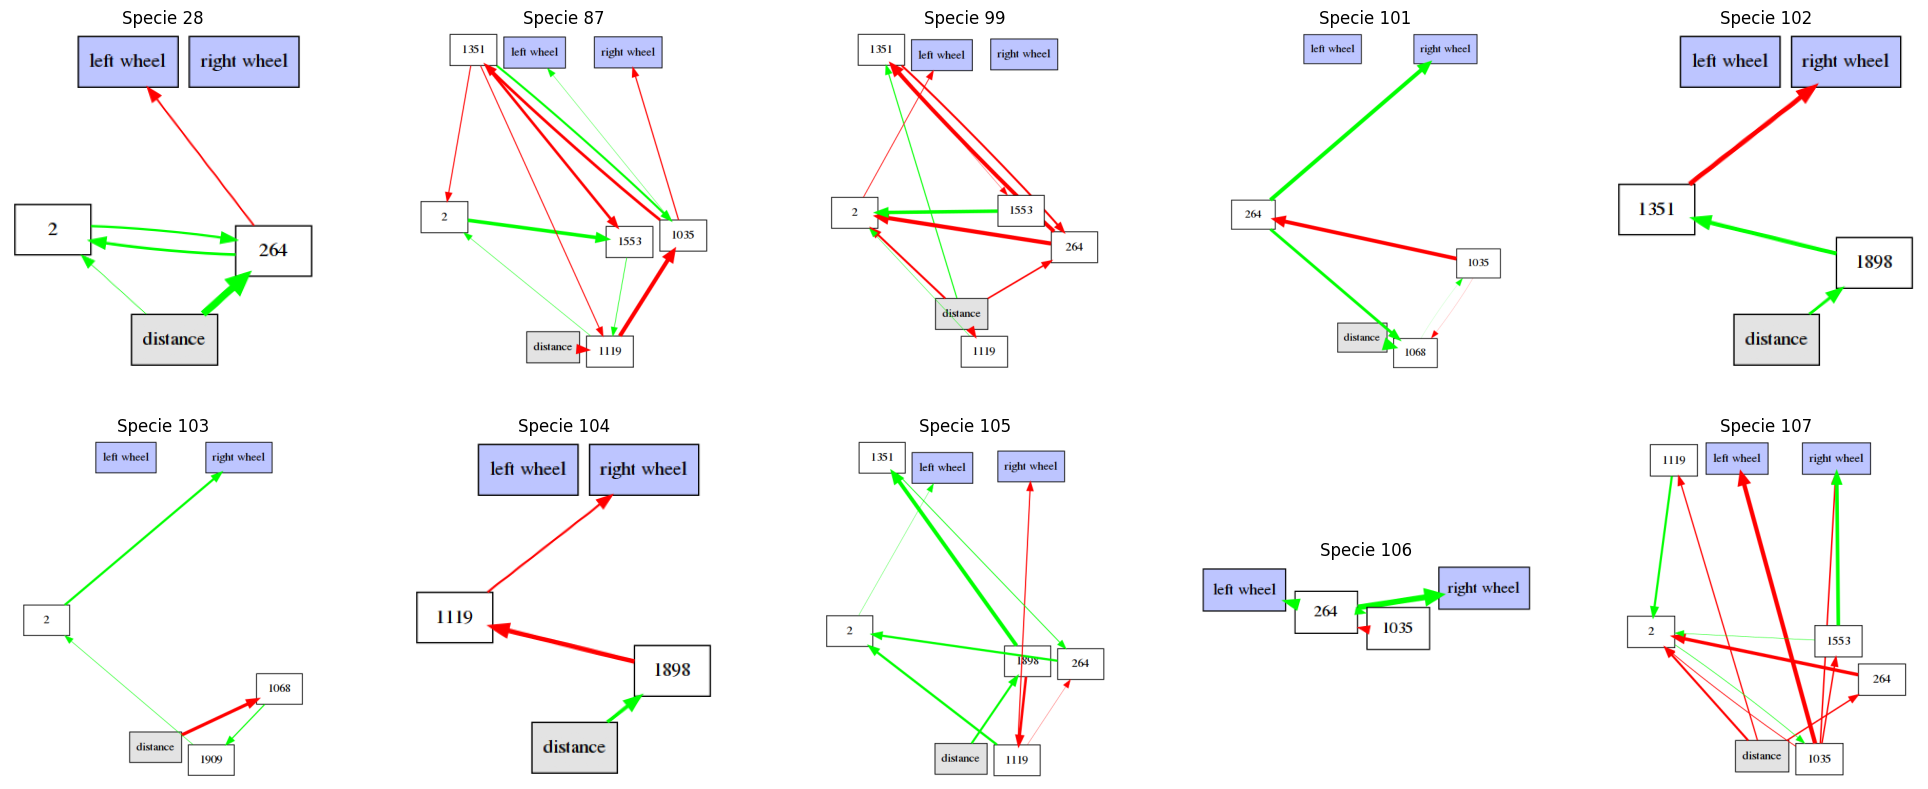 Specie 28
left wheel
right wheel
2
264
distance
Specie 87
1351
left wheel
right wheel
2
1553
1035
distance
1119
Specie 99
1351
left wheel
right wheel
2
1553
264
distance
1119
Specie 101
left wheel
right wheel
264
1035
distance
1068
Specie 102
left wheel
right wheel
1351
1898
distance
Specie 103
left wheel
right wheel
2
1068
distance
1909
Specie 104
left wheel
right wheel
1119
1898
distance
Specie 105
1351
left wheel
right wheel
2
1898
264
distance
1119
Specie 106
left wheel
264
right wheel
1035
Specie 107
1119
left wheel
right wheel
2
1553
264
distance
1035